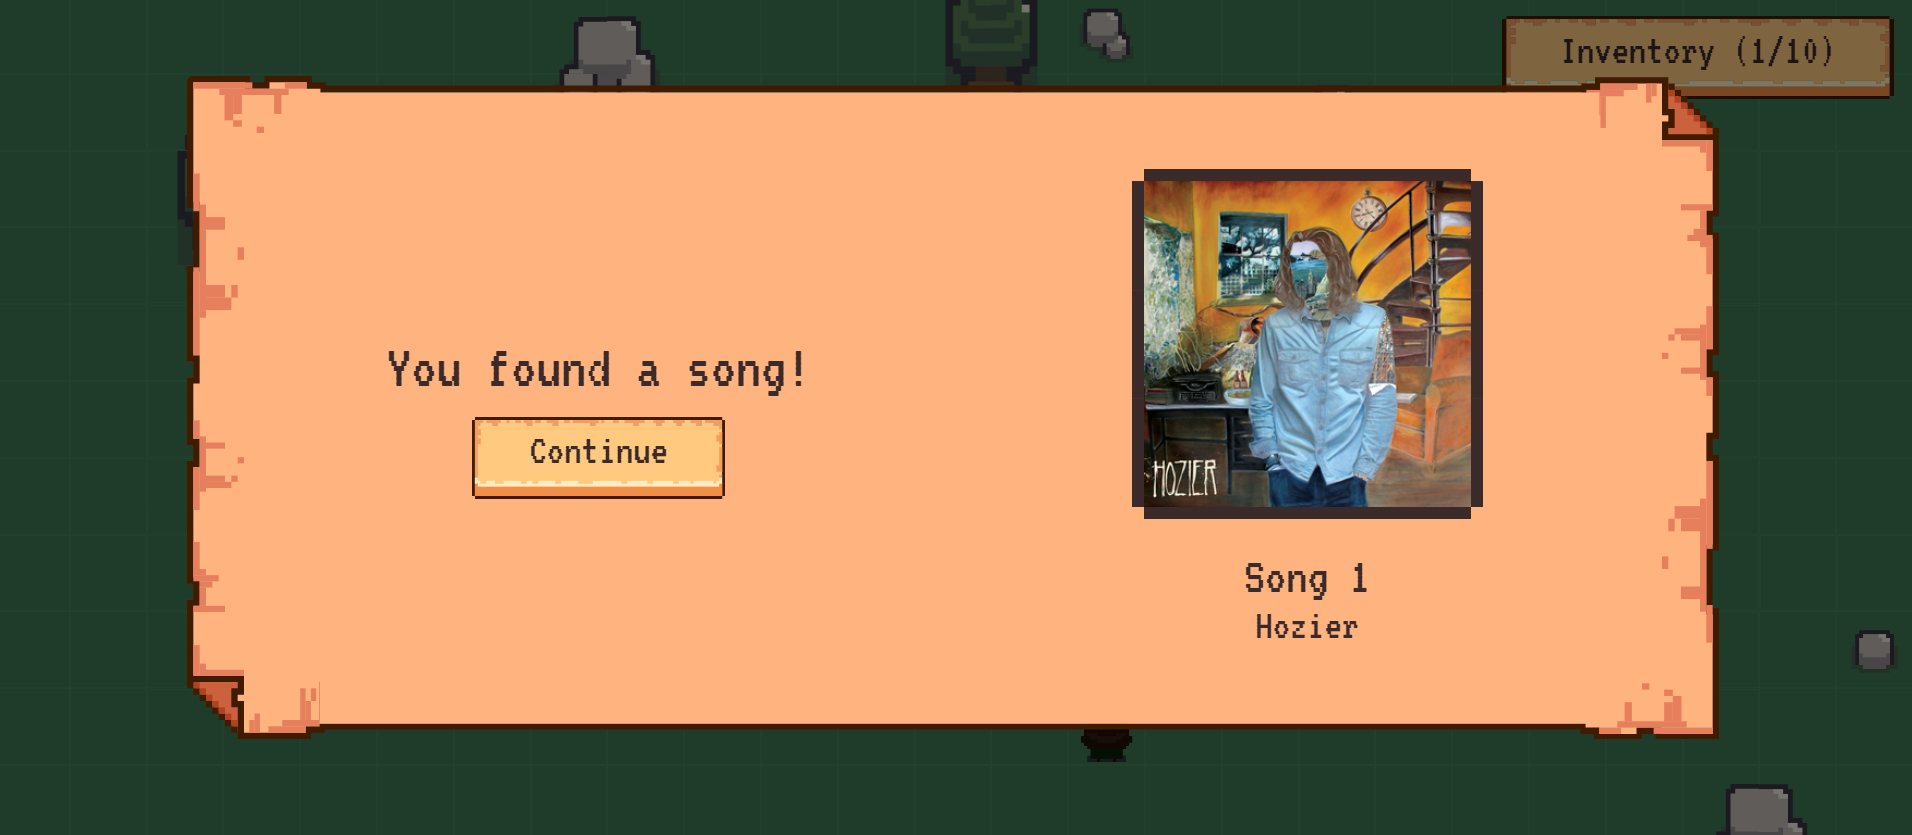 Inventory (1/10)
You found a song!
Continue
HOZIER
Song 1
Hozier